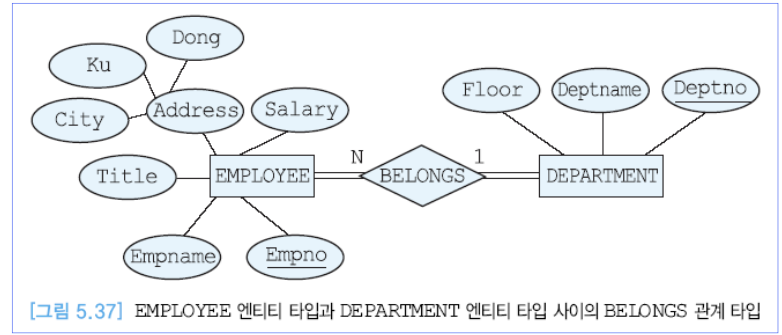 Dong
Ku
City
Address
Salary
Title
EMPLOYEE
Empname
Empno
N
BELONGS
1
Floor
Deptname
Deptno
DEPARTMENT
[그림 5.37] EMPLOYEE 엔티티 타입과 DEPARTMENT 엔티티 타입 사이의 BELONGS 관계 타입